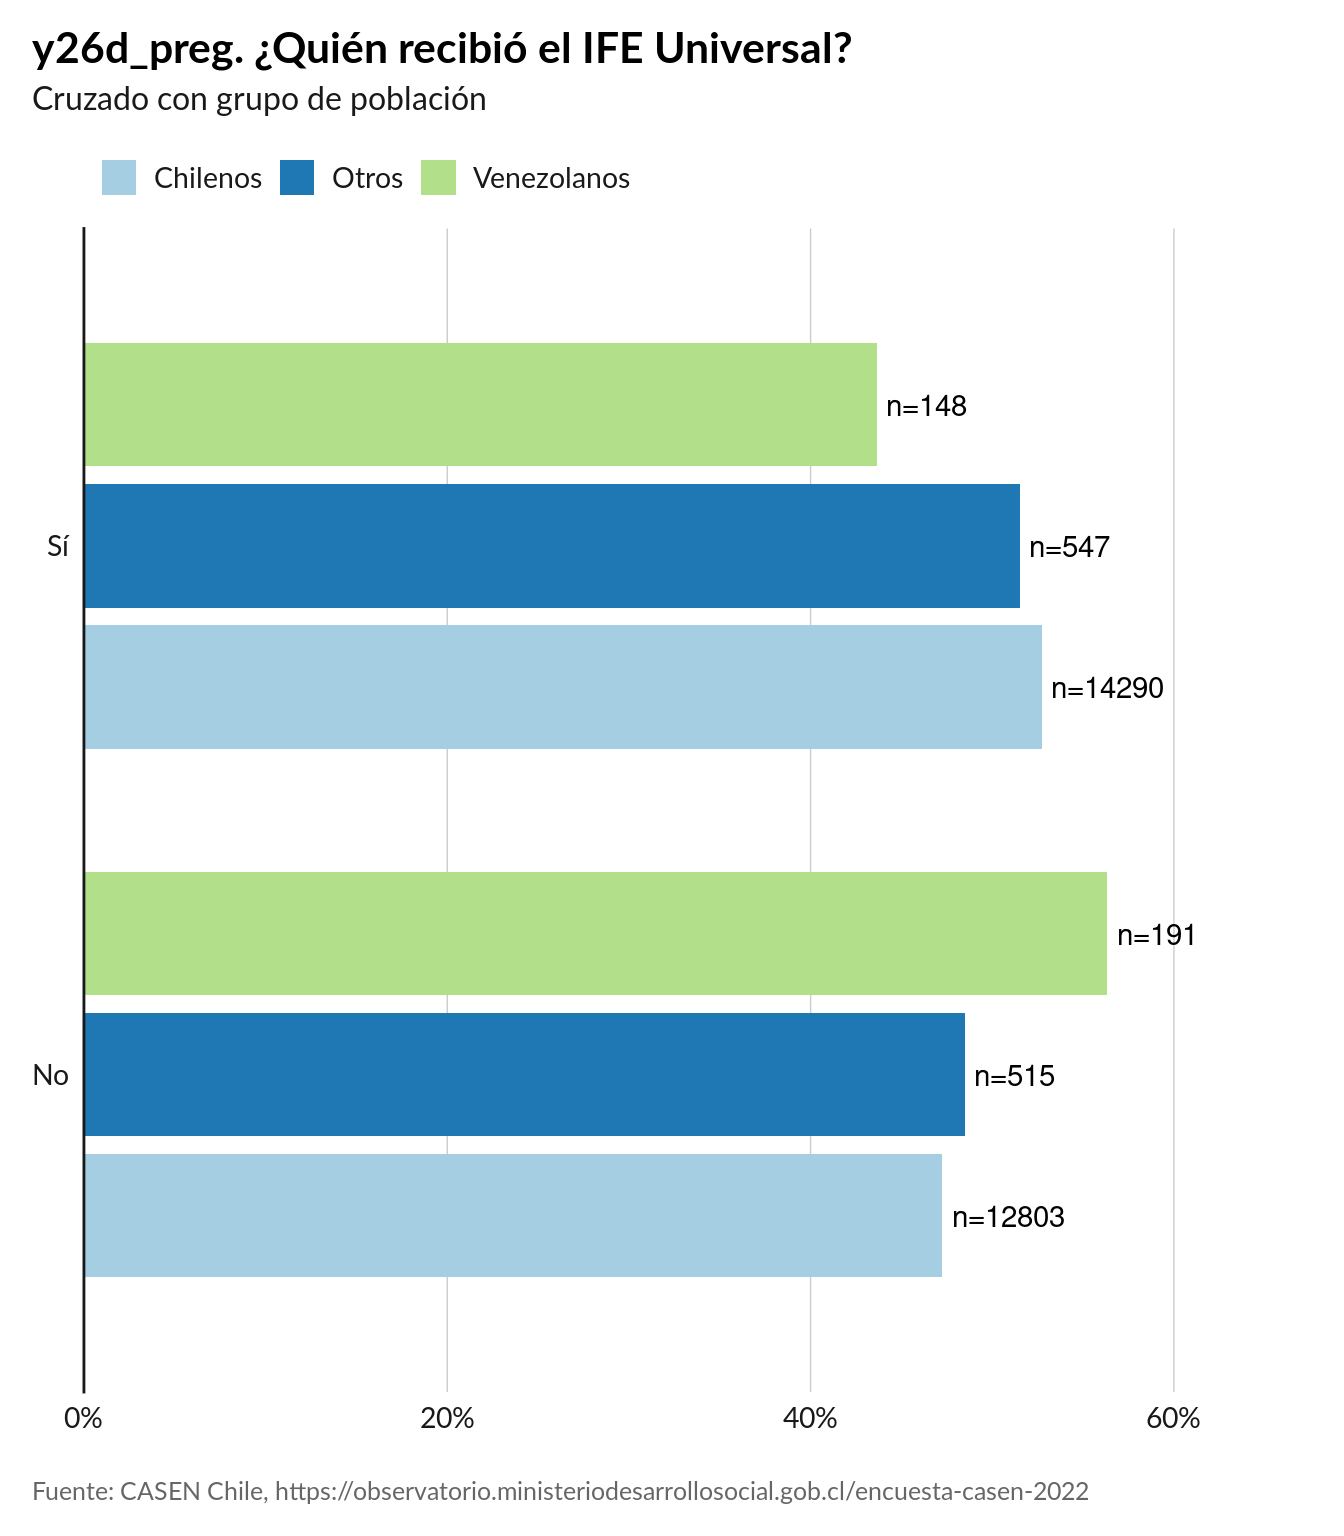 y26d_preg. ¿Quién recibió el IFE Universal?
Cruzado con grupo de población
Chilenos Otros Venezolanos
n=148
Sí n=547
n=14290
n=191
No n=515
n=12803
0% 20% 40% 60%
Fuente: CASEN Chile, https://observatorio.ministeriodesarrollosocial.gob.cl/encuesta-casen-2022